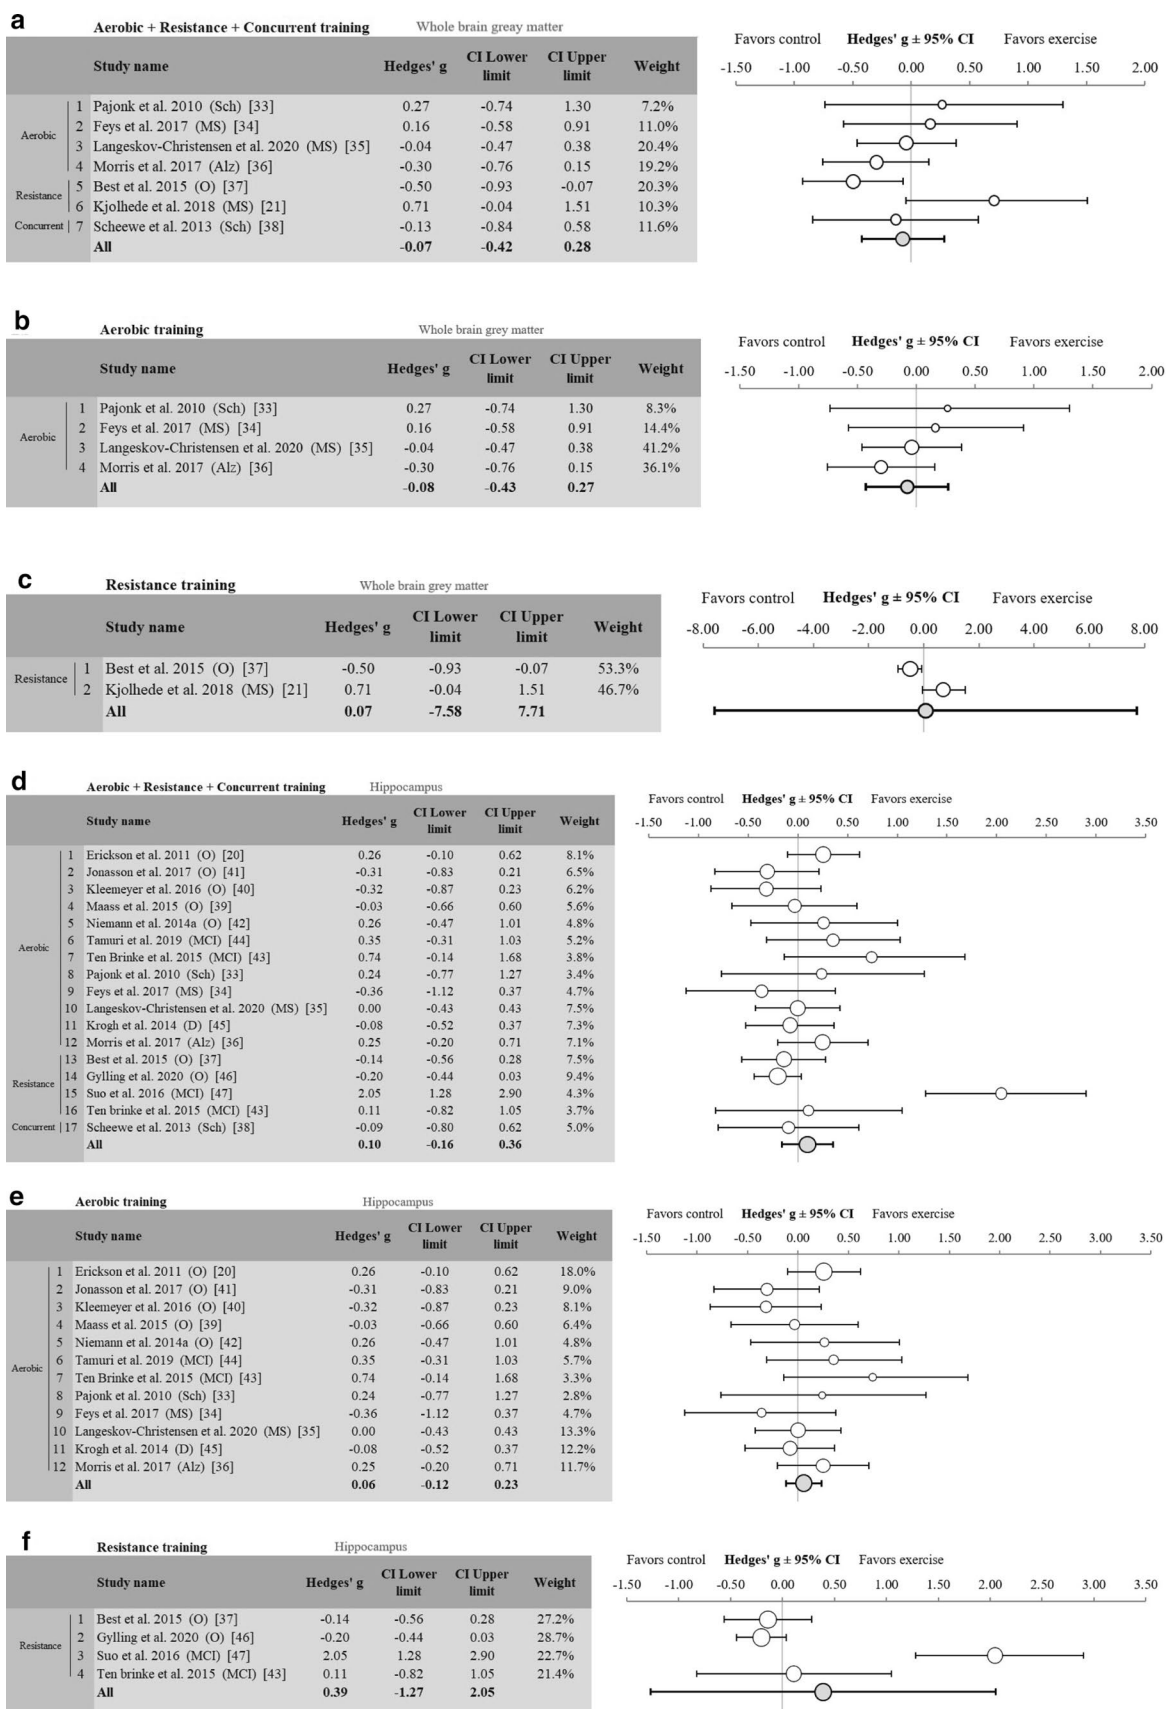 a
Aerobic + Resistance + Concurrent training Whole brain greay matter
Favors control Hedges' g ± 95% CI Favors exercise
Study name Hedges' g CI Lower limit CI Upper limit Weight
-1.50 -1.00 -0.50 0.00 0.50 1.00 1.50 2.00
Aerobic
1 Pajonk et al. 2010 (Sch) [33] 0.27 -0.74 1.30 7.2%
2 Feys et al. 2017 (MS) [34] 0.16 -0.58 0.91 11.0%
3 Langeskov-Christensen et al. 2020 (MS) [35] -0.04 -0.47 0.38 20.4%
4 Morris et al. 2017 (Alz) [36] -0.30 -0.76 0.15 19.2%
Resistance
5 Best et al. 2015 (O) [37] -0.50 -0.93 -0.07 20.3%
6 Kjolhede et al. 2018 (MS) [21] 0.71 -0.04 1.51 10.3%
Concurrent 7 Scheewe et al. 2013 (Sch) [38] -0.13 -0.84 0.58 11.6%
All -0.07 -0.42 0.28
b
Aerobic training Whole brain grey matter
Favors control Hedges' g ± 95% CI Favors exercise
Study name Hedges' g CI Lower limit CI Upper limit Weight
-1.50 -1.00 -0.50 0.00 0.50 1.00 1.50 2.00
Aerobic
1 Pajonk et al. 2010 (Sch) [33] 0.27 -0.74 1.30 8.3%
2 Feys et al. 2017 (MS) [34] 0.16 -0.58 0.91 14.4%
3 Langeskov-Christensen et al. 2020 (MS) [35] -0.04 -0.47 0.38 41.2%
4 Morris et al. 2017 (Alz) [36] -0.30 -0.76 0.15 36.1%
All -0.08 -0.43 0.27
c
Resistance training Whole brain grey matter
Favors control Hedges' g ± 95% CI Favors exercise
Study name Hedges' g CI Lower limit CI Upper limit Weight
-8.00 -6.00 -4.00 -2.00 0.00 2.00 4.00 6.00 8.00
Resistance
1 Best et al. 2015 (O) [37] -0.50 -0.93 -0.07 53.3%
2 Kjolhede et al. 2018 (MS) [21] 0.71 -0.04 1.51 46.7%
All 0.07 -7.58 7.71
d
Aerobic + Resistance + Concurrent training Hippocampus
Favors control Hedges' g ± 95% CI Favors exercise
Study name Hedges' g CI Lower limit CI Upper limit Weight
-1.50 -1.00 -0.50 0.00 0.50 1.00 1.50 2.00 2.50 3.00 3.50
Aerobic
1 Erickson et al. 2011 (O) [20] 0.26 -0.10 0.62 8.1%
2 Jonasson et al. 2017 (O) [41] -0.31 -0.83 0.21 6.5%
3 Kleemeyer et al. 2016 (O) [40] -0.32 -0.87 0.23 6.2%
4 Maass et al. 2015 (O) [39] -0.03 -0.66 0.60 5.6%
5 Niemann et al. 2014a (O) [42] 0.26 -0.47 1.01 4.8%
6 Tamuri et al. 2019 (MCI) [44] 0.35 -0.31 1.03 5.2%
7 Ten Brinke et al. 2015 (MCI) [43] 0.74 -0.14 1.68 3.8%
8 Pajonk et al. 2010 (Sch) [33] 0.24 -0.77 1.27 3.4%
9 Feys et al. 2017 (MS) [34] -0.36 -1.12 0.37 4.7%
10 Langeskov-Christensen et al. 2020 (MS) [35] 0.00 -0.43 0.43 7.5%
11 Krogh et al. 2014 (D) [45] -0.08 -0.52 0.37 7.3%
12 Morris et al. 2017 (Alz) [36] 0.25 -0.20 0.71 7.1%
Resistance
13 Best et al. 2015 (O) [37] -0.14 -0.56 0.28 7.5%
14 Gylling et al. 2020 (O) [46] -0.20 -0.44 0.03 9.4%
15 Suo et al. 2016 (MCI) [47] 2.05 1.28 2.90 4.3%
16 Ten brinke et al. 2015 (MCI) [43] 0.11 -0.82 1.05 3.7%
Concurrent 17 Scheewe et al. 2013 (Sch) [38] -0.09 -0.80 0.62 5.0%
All 0.10 -0.16 0.36
e
Aerobic training Hippocampus
Favors control Hedges' g ± 95% CI Favors exercise
Study name Hedges' g CI Lower limit CI Upper limit Weight
-1.50 -1.00 -0.50 0.00 0.50 1.00 1.50 2.00 2.50 3.00 3.50
Aerobic
1 Erickson et al. 2011 (O) [20] 0.26 -0.10 0.62 18.0%
2 Jonasson et al. 2017 (O) [41] -0.31 -0.83 0.21 9.0%
3 Kleemeyer et al. 2016 (O) [40] -0.32 -0.87 0.23 8.1%
4 Maass et al. 2015 (O) [39] -0.03 -0.66 0.60 6.4%
5 Niemann et al. 2014a (O) [42] 0.26 -0.47 1.01 4.8%
6 Tamuri et al. 2019 (MCI) [44] 0.35 -0.31 1.03 5.7%
7 Ten Brinke et al. 2015 (MCI) [43] 0.74 -0.14 1.68 3.3%
8 Pajonk et al. 2010 (Sch) [33] 0.24 -0.77 1.27 2.8%
9 Feys et al. 2017 (MS) [34] -0.36 -1.12 0.37 4.7%
10 Langeskov-Christensen et al. 2020 (MS) [35] 0.00 -0.43 0.43 13.3%
11 Krogh et al. 2014 (D) [45] -0.08 -0.52 0.37 12.2%
12 Morris et al. 2017 (Alz) [36] 0.25 -0.20 0.71 11.7%
All 0.06 -0.12 0.23
f
Resistance training Hippocampus
Favors control Hedges' g ± 95% CI Favors exercise
Study name Hedges' g CI Lower limit CI Upper limit Weight
-1.50 -1.00 -0.50 0.00 0.50 1.00 1.50 2.00 2.50 3.00 3.50
Resistance
1 Best et al. 2015 (O) [37] -0.14 -0.56 0.28 27.2%
2 Gylling et al. 2020 (O) [46] -0.20 -0.44 0.03 28.7%
3 Suo et al. 2016 (MCI) [47] 2.05 1.28 2.90 22.7%
4 Ten brinke et al. 2015 (MCI) [43] 0.11 -0.82 1.05 21.4%
All 0.39 -1.27 2.05